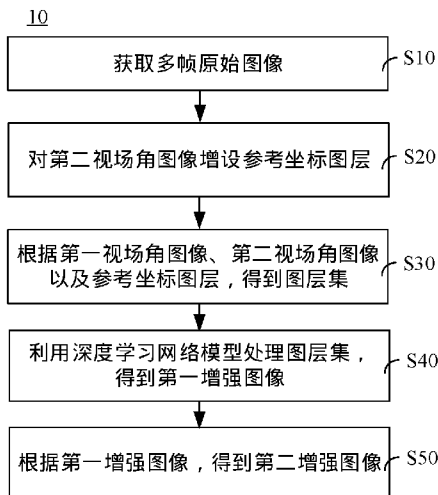 10
获取多帧原始图像
S10
对第二视场角图像增设参考坐标图层
S20
根据第一视场角图像、第二视场角图像
以及参考坐标图层，得到图层集
S30
利用深度学习网络模型处理图层集，
得到第一增强图像
S40
根据第一增强图像，得到第二增强图像
S50